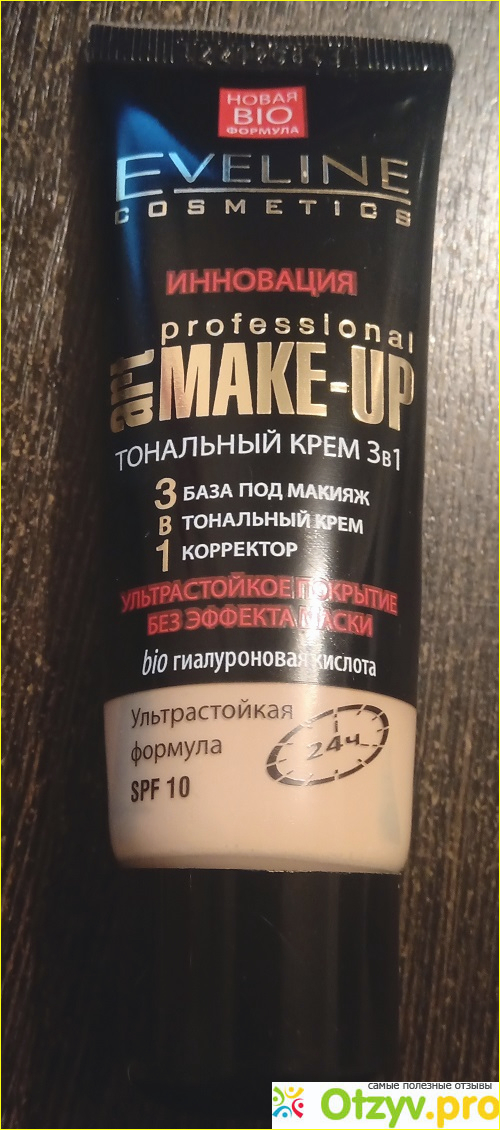 НОВАЯ
BIO
ФОРМУЛА
EVELINE
COSMETICS
ИННОВАЦИЯ
art professional
MAKE-UP
ТОНАЛЬНЫЙ КРЕМ 3в1
3 БАЗА ПОД МАКИЯЖ
в ТОНАЛЬНЫЙ КРЕМ
1 КОРРЕКТОР
УЛЬТРАСТОЙКОЕ ПОКРЫТИЕ
БЕЗ ЭФФЕКТА МАСКИ
bio гиалуроновая кислота
Ультрастойкая
формула
24ч
SPF 10
самые полезные отзывы
Otzyv.pro